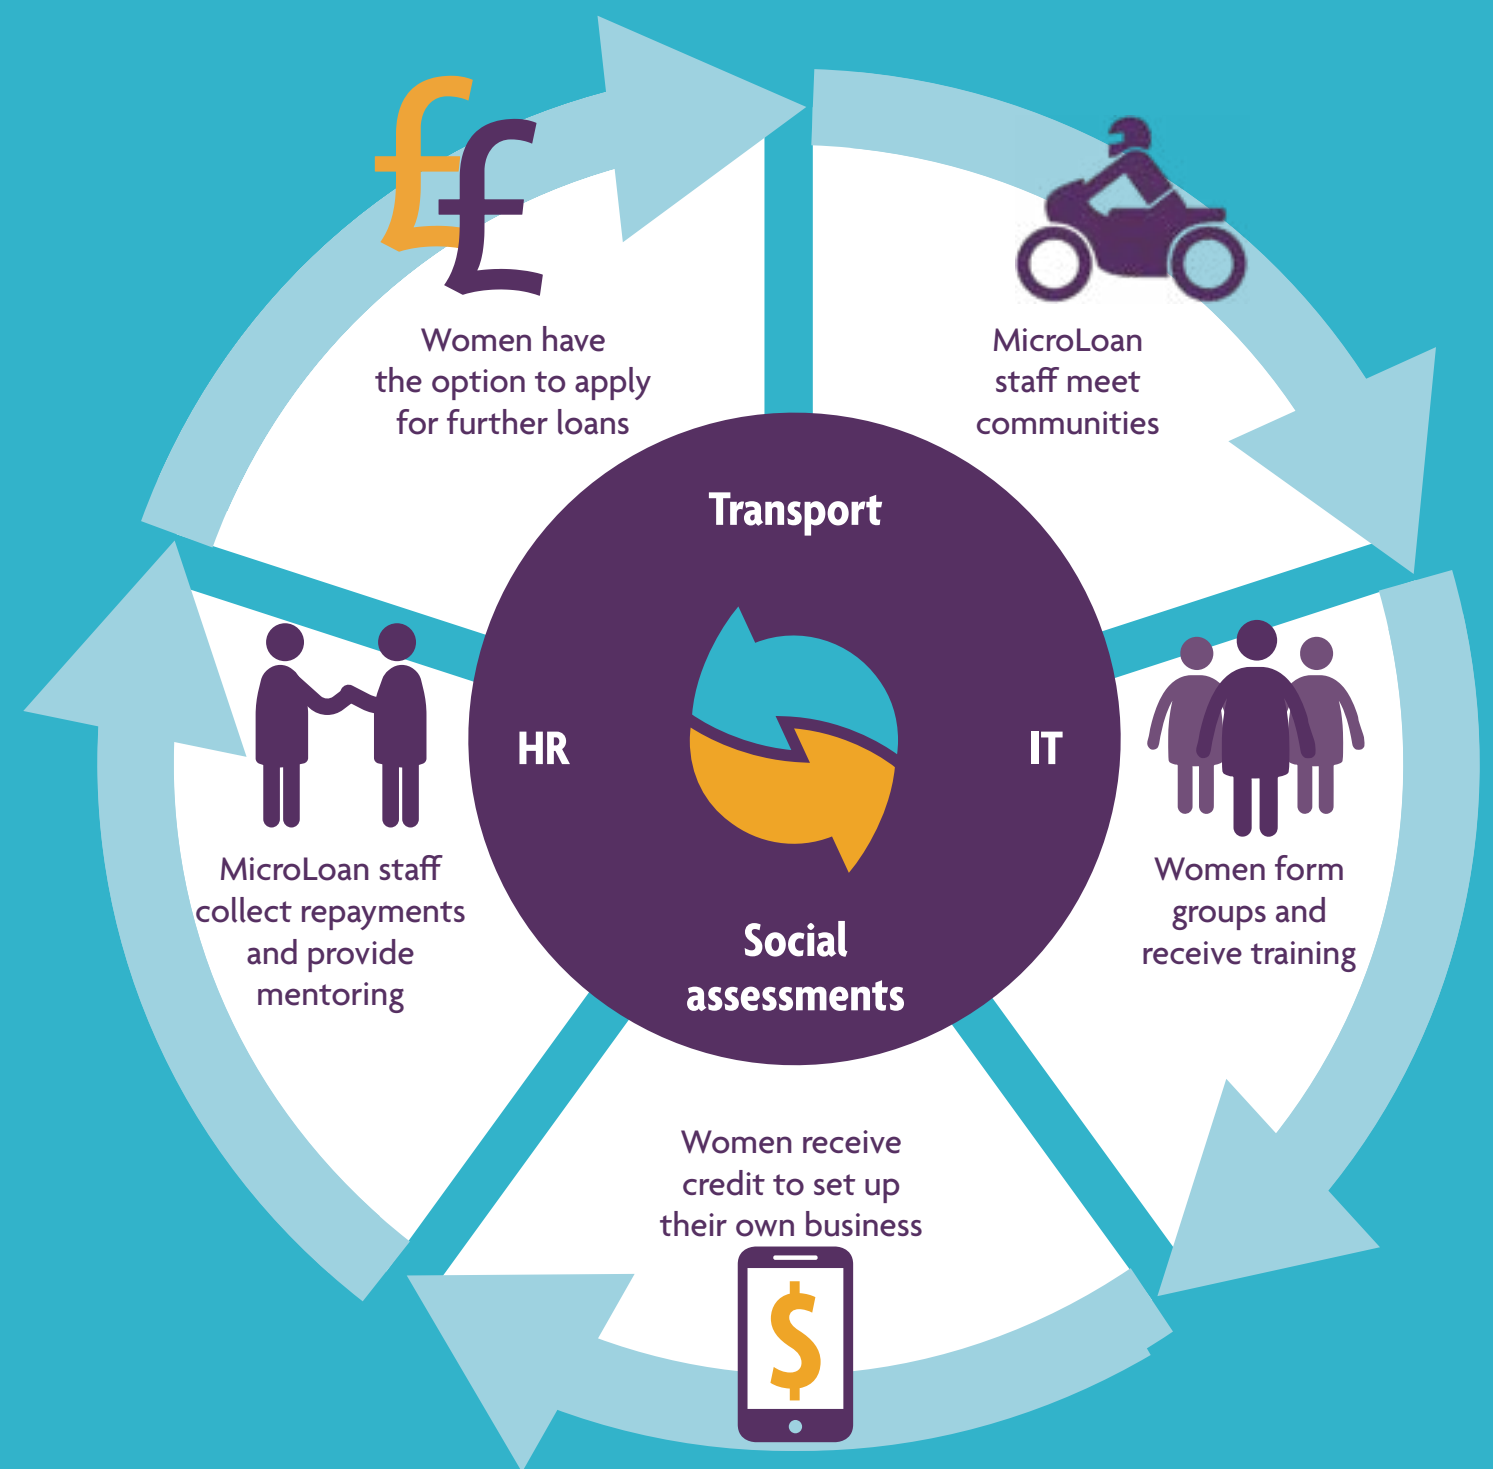 ££
Women have
the option to apply
for further loans
MicroLoan
staff meet
communities
Transport
HR
IT
Social
assessments
Women form
groups and
receive training
Women receive
credit to set up
their own business
$
MicroLoan staff
collect repayments
and provide
mentoring